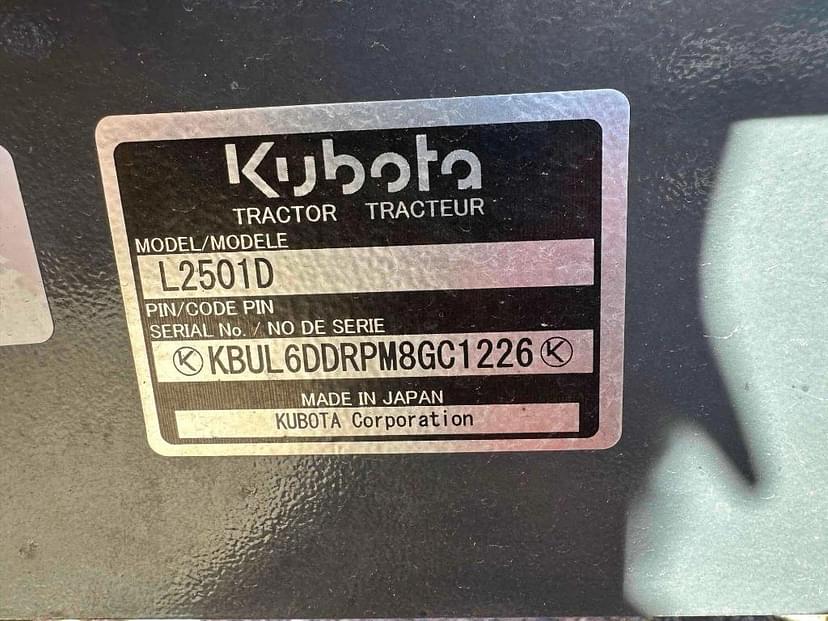 Kubota
TRACTOR TRACTEUR
MODEL/MODELE
L2501D
PIN/CODE PIN
SERIAL No. / NO DE SERIE
KBUL6DDRPM8GC1226
MADE IN JAPAN
KUBOTA Corporation